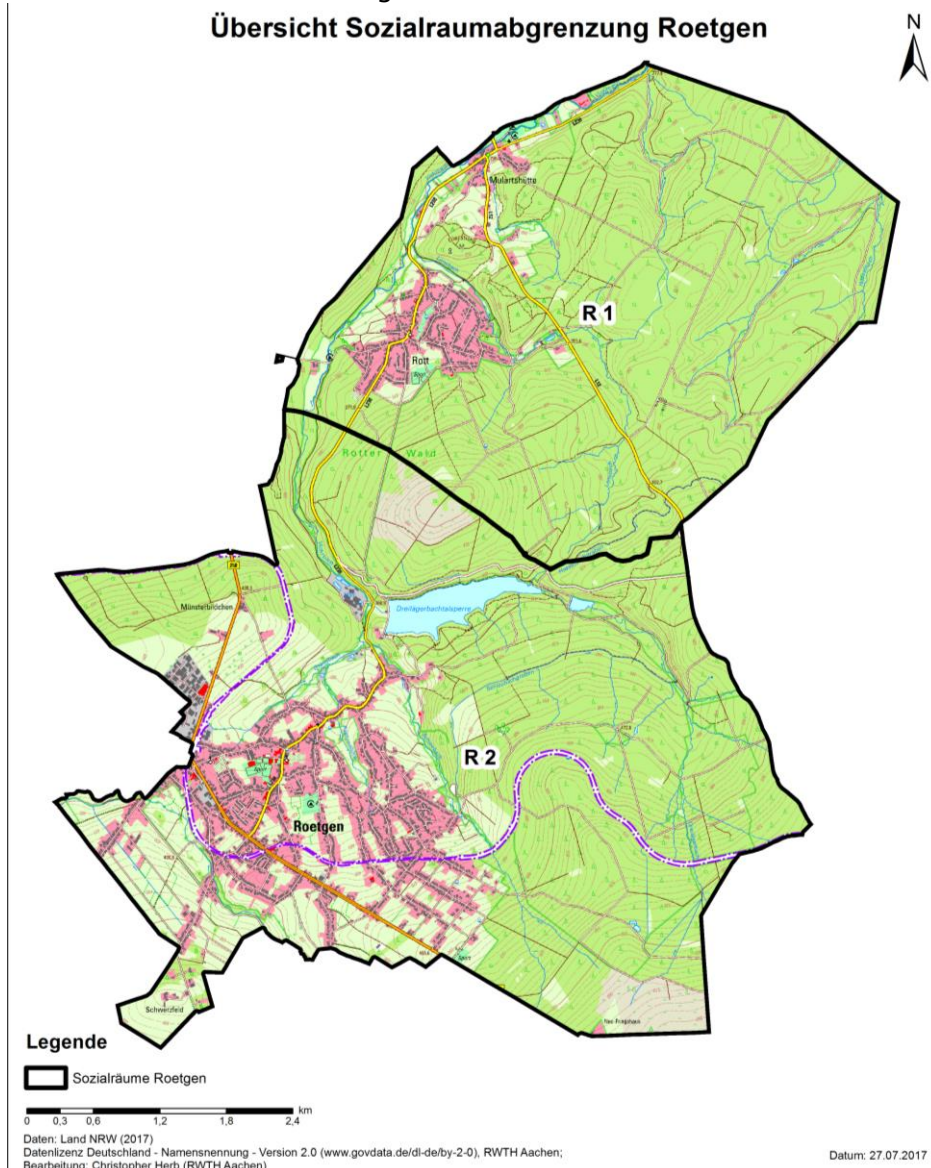 Übersicht Sozialraumabgrenzung Roetgen
N
Mulartshütte
R 1
Rott
Rotter Wald
Münsterbildchen
Dreilägerbachtalsperre
R 2
Roetgen
Schwerzfeld
Legende
Sozialräume Roetgen
km
0 0,3 0,6 1,2 1,8 2,4
Daten: Land NRW (2017)
Datenlizenz Deutschland - Namensnennung - Version 2.0 (www.govdata.de/dl-de/by-2-0), RWTH Aachen;
Bearbeitung: Christopher Herb (RWTH Aachen)
Datum: 27.07.2017